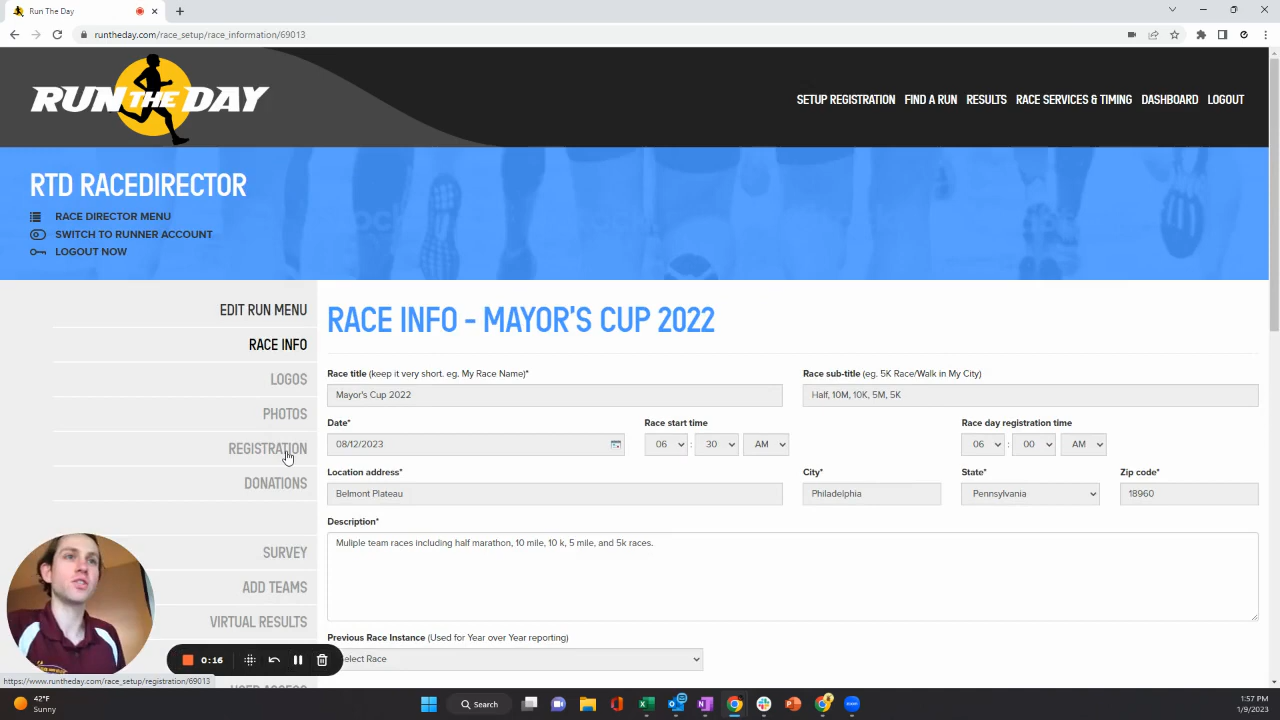 Run The Day
runtheday.com/race_setup/race_information/69013
RUN THE DAY
SETUP REGISTRATION FIND A RUN RESULTS RACE SERVICES & TIMING DASHBOARD LOGOUT
RTD RACEDIRECTOR
RACE DIRECTOR MENU
SWITCH TO RUNNER ACCOUNT
LOGOUT NOW
EDIT RUN MENU
RACE INFO
LOGOS
PHOTOS
REGISTRATION
DONATIONS
SURVEY
ADD TEAMS
VIRTUAL RESULTS
RACE INFO - MAYOR'S CUP 2022
Race title (keep it very short. eg. My Race Name)* Race sub-title (eg. 5K Race/Walk in My City)
Mayor's Cup 2022 Half, 10M, 10K, 5M, 5K
Date* Race start time Race day registration time
08/12/2023 06 : 30 AM 06 : 00 AM
Location address* City* State* Zip code*
Belmont Plateau Philadelphia Pennsylvania 18960
Description*
Muliple team races including half marathon, 10 mile, 10 k, 5 mile, and 5k races.
Previous Race Instance (Used for Year over Year reporting)
elect Race
0:16
https://www.runtheday.com/race_setup/registration/69013
42°F
Sunny
Search
1:57 PM
1/9/2023